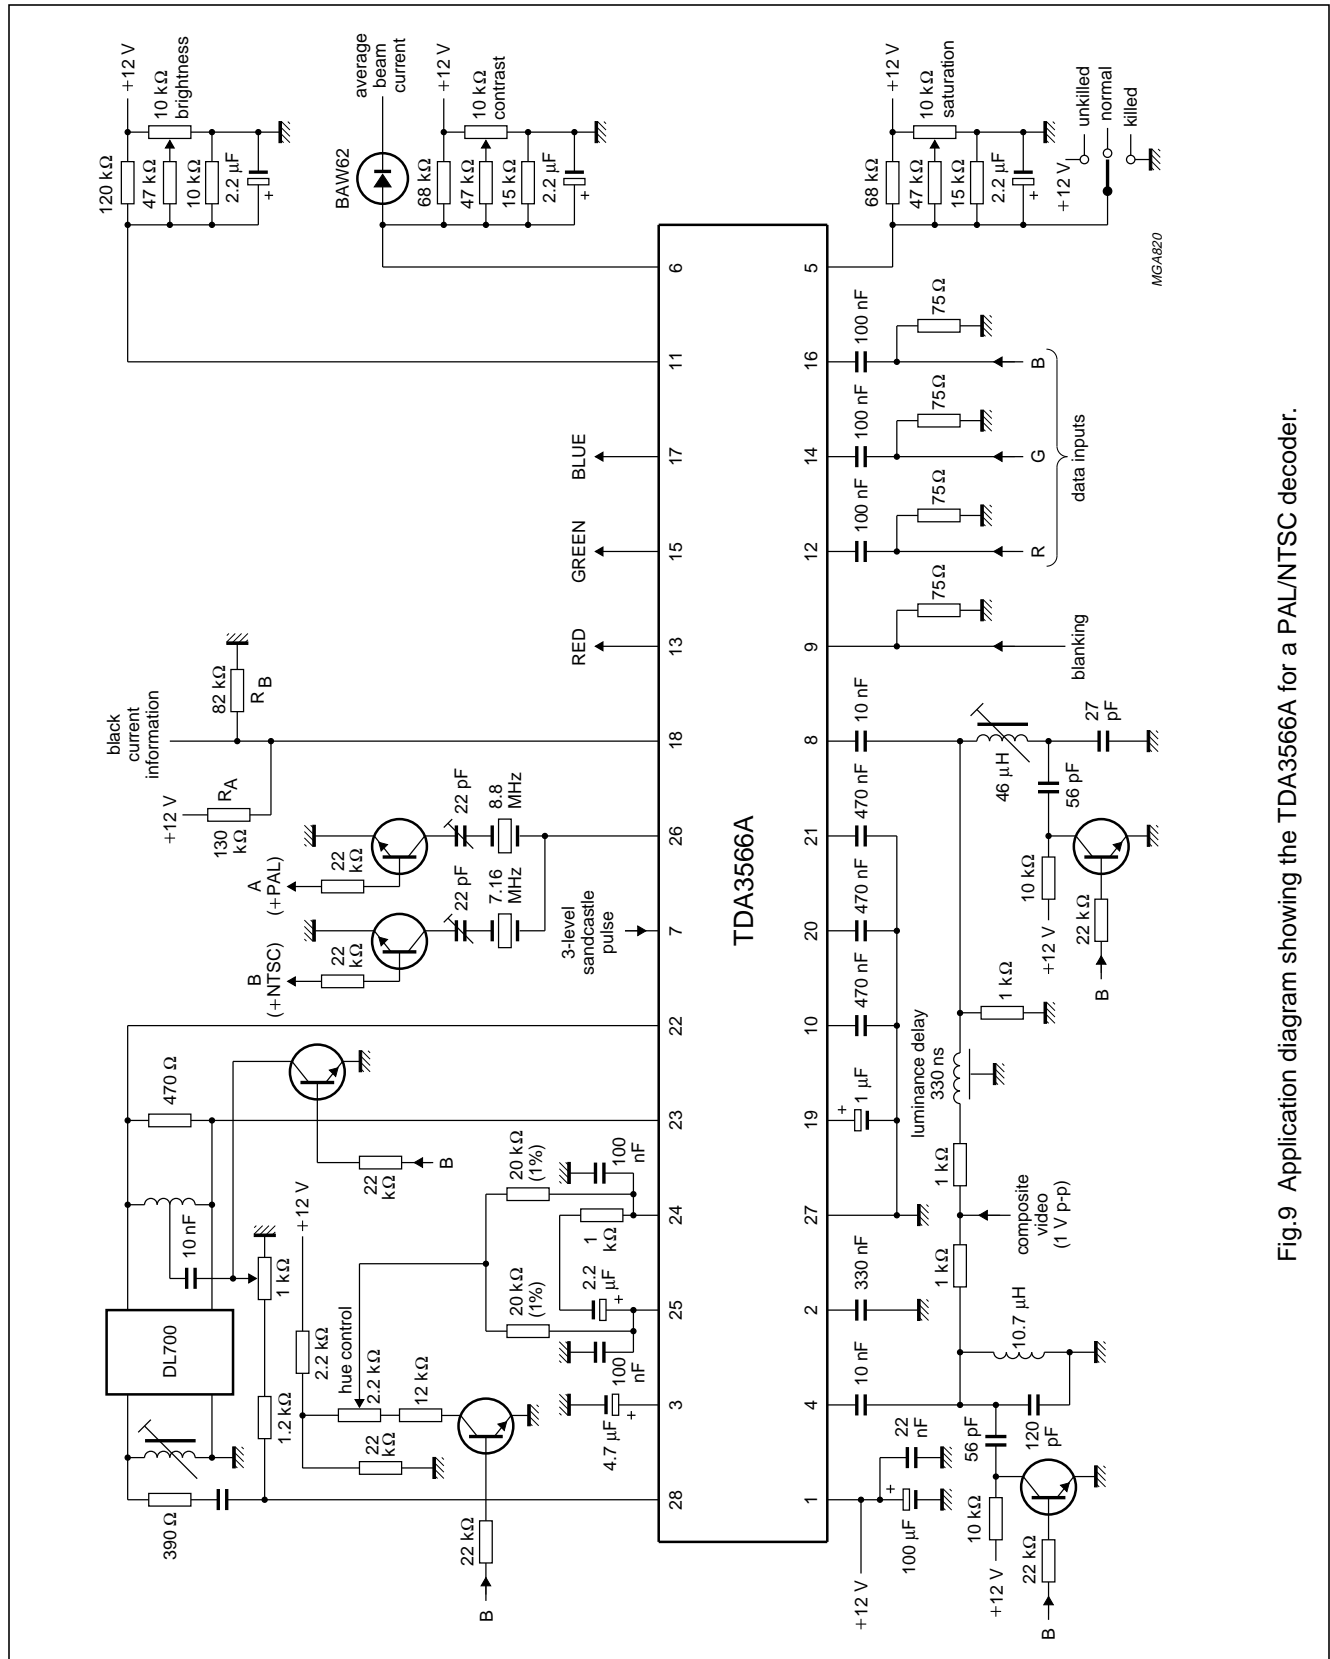 +12 V
120 kΩ
10 kΩ
brightness
47 kΩ
10 kΩ
2.2 µF
+
average
beam
current
BAW62
+12 V
68 kΩ
10 kΩ
contrast
47 kΩ
15 kΩ
2.2 µF
+
+12 V
68 kΩ
10 kΩ
saturation
47 kΩ
15 kΩ
2.2 µF
+
+12 V
unkilled
normal
killed
MGA820
6
11
17
15
13
18
26
7
22
23
24
25
3
28
5
16
14
12
9
8
21
20
10
19
27
2
4
1
TDA3566A
BLUE
GREEN
RED
black
current
information
82 kΩ
R B
+12 V
RA
130
kΩ
A
(+PAL)
22
kΩ
22 pF
8.8
MHz
B
(+NTSC)
22
kΩ
22 pF
7.16
MHz
3-level
sandcastle
pulse
470 Ω
10 nF
1 kΩ
DL700
1.2 kΩ
390 Ω
22
kΩ
B
+12 V
2.2 kΩ
hue control
2.2 kΩ
12 kΩ
22
kΩ
22 kΩ
B
20 kΩ
(1%)
100
nF
1
kΩ
2.2
µF
+
20 kΩ
(1%)
100
nF
4.7 µF
+
100 nF
75 Ω
B
100 nF
75 Ω
G
100 nF
75 Ω
R
data inputs
75 Ω
blanking
10 nF
470 nF
470 nF
470 nF
+
1 µF
330 nF
10 nF
46 µH
27
pF
56 pF
10 kΩ
+12 V
22 kΩ
B
1 kΩ
luminance delay
330 ns
1 kΩ
composite
video
(1 V p-p)
1 kΩ
10.7 µH
120
pF
56 pF
22
nF
+
100 µF
+12 V
10 kΩ
+12 V
22 kΩ
B
Fig.9 Application diagram showing the TDA3566A for a PAL/NTSC decoder.